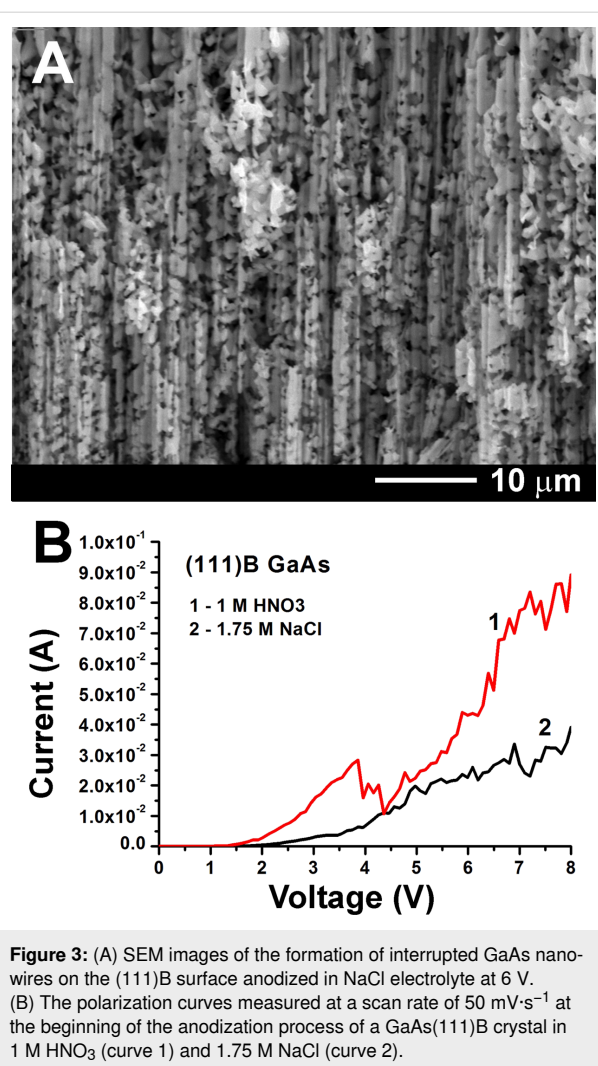 A
10 μm
B
1.0x10⁻¹
9.0x10⁻²
8.0x10⁻²
7.0x10⁻²
6.0x10⁻²
5.0x10⁻²
4.0x10⁻²
3.0x10⁻²
2.0x10⁻²
1.0x10⁻²
0.0
Current (A)
(111)B GaAs
1 - 1 M HNO3
2 - 1.75 M NaCl
1
2
0 1 2 3 4 5 6 7 8
Voltage (V)
Figure 3: (A) SEM images of the formation of interrupted GaAs nano-
wires on the (111)B surface anodized in NaCl electrolyte at 6 V.
(B) The polarization curves measured at a scan rate of 50 mV·s⁻¹ at
the beginning of the anodization process of a GaAs(111)B crystal in
1 M HNO₃ (curve 1) and 1.75 M NaCl (curve 2).